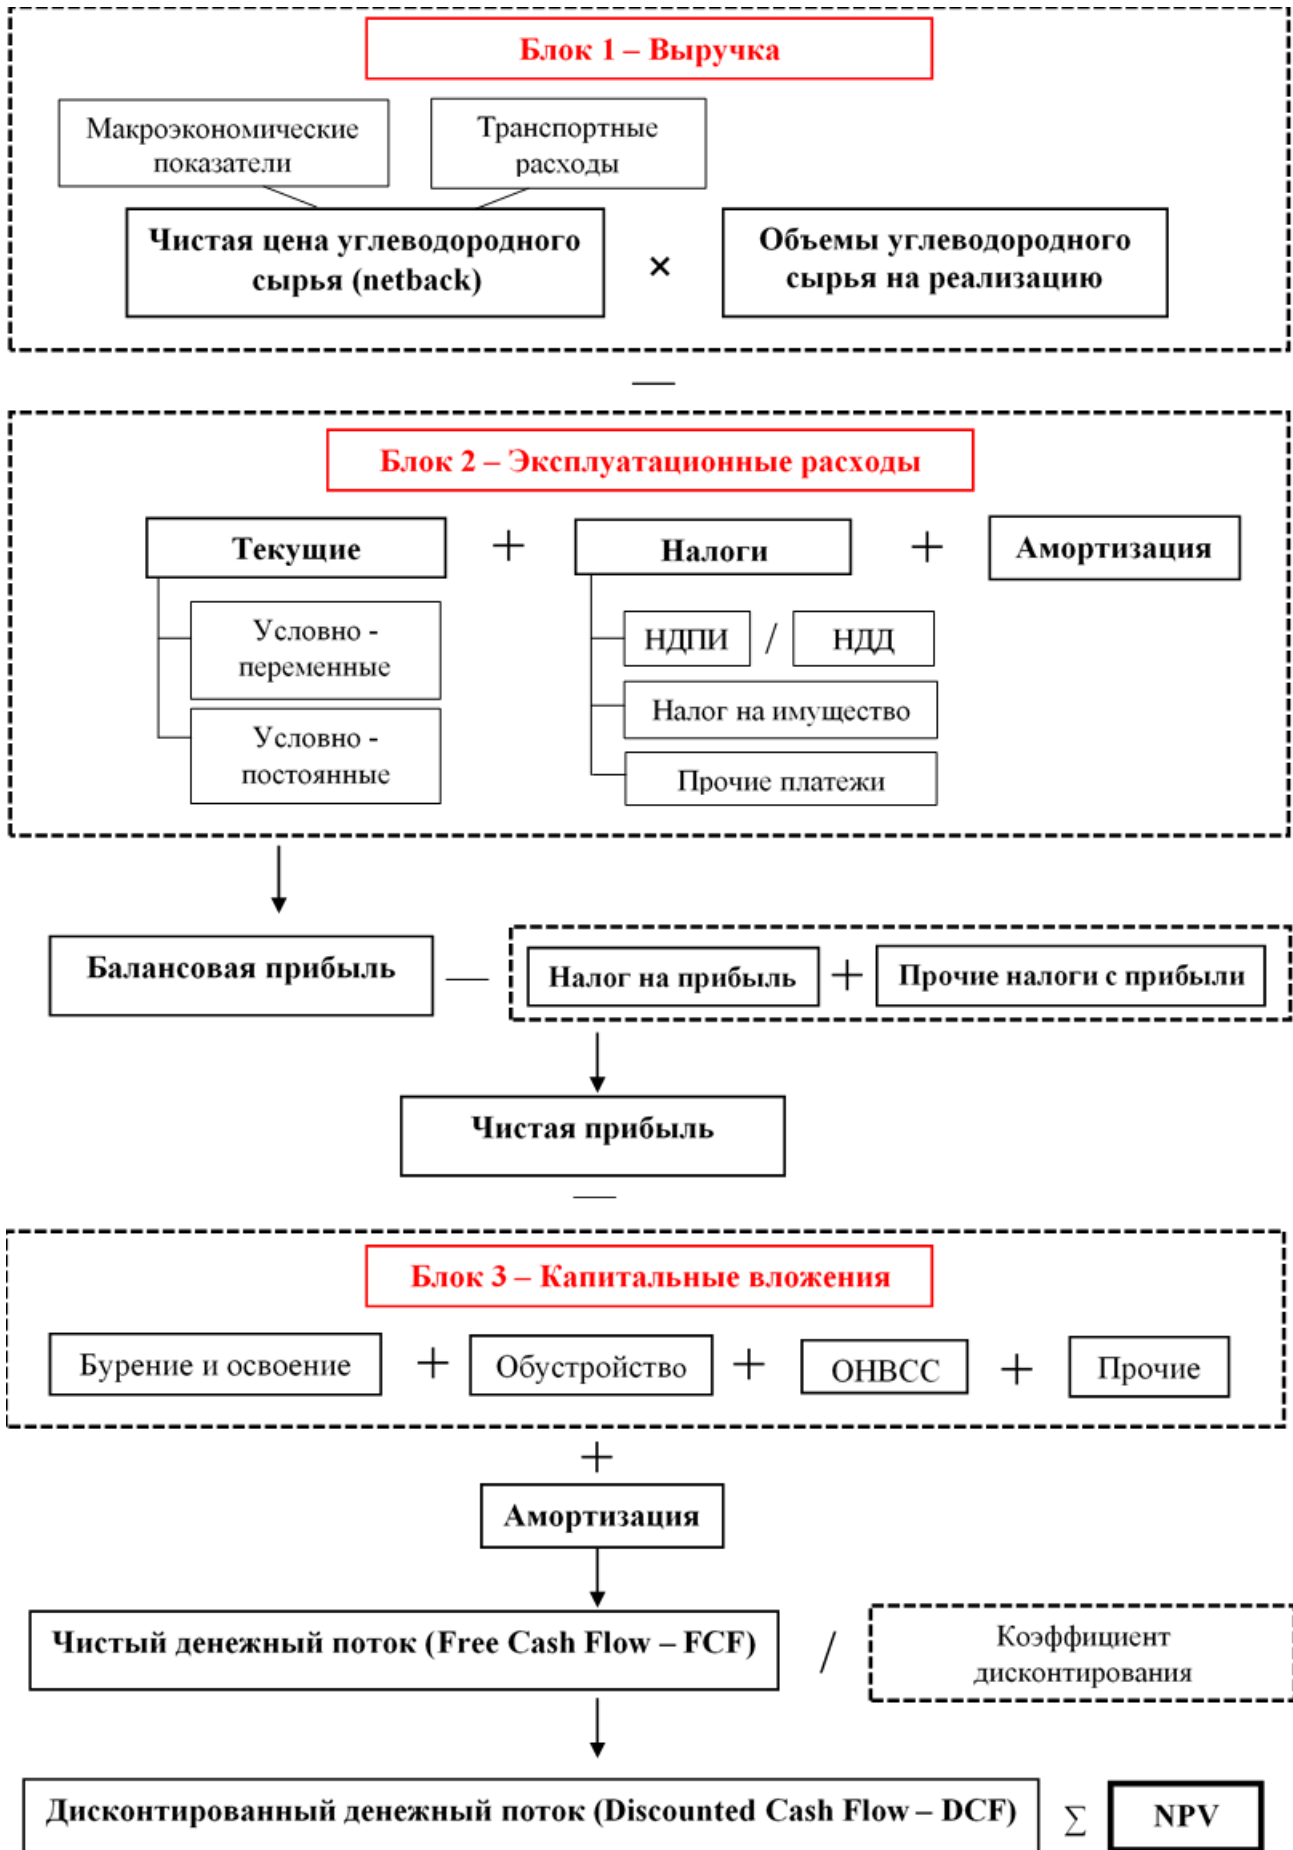 Блок 1 – Выручка
Макроэкономические
показатели
Транспортные
расходы
Чистая цена углеводородного
сырья (netback)
×
Объемы углеводородного
сырья на реализацию
—
Блок 2 – Эксплуатационные расходы
Текущие
+
Налоги
+
Амортизация
Условно -
переменные
Условно -
постоянные
НДПИ
/
НДД
Налог на имущество
Прочие платежи
Балансовая прибыль
—
Налог на прибыль
+
Прочие налоги с прибыли
Чистая прибыль
—
Блок 3 – Капитальные вложения
Бурение и освоение
+
Обустройство
+
ОНВСС
+
Прочие
+
Амортизация
Чистый денежный поток (Free Cash Flow – FCF)
/
Коэффициент
дисконтирования
Дисконтированный денежный поток (Discounted Cash Flow – DCF)
∑
NPV